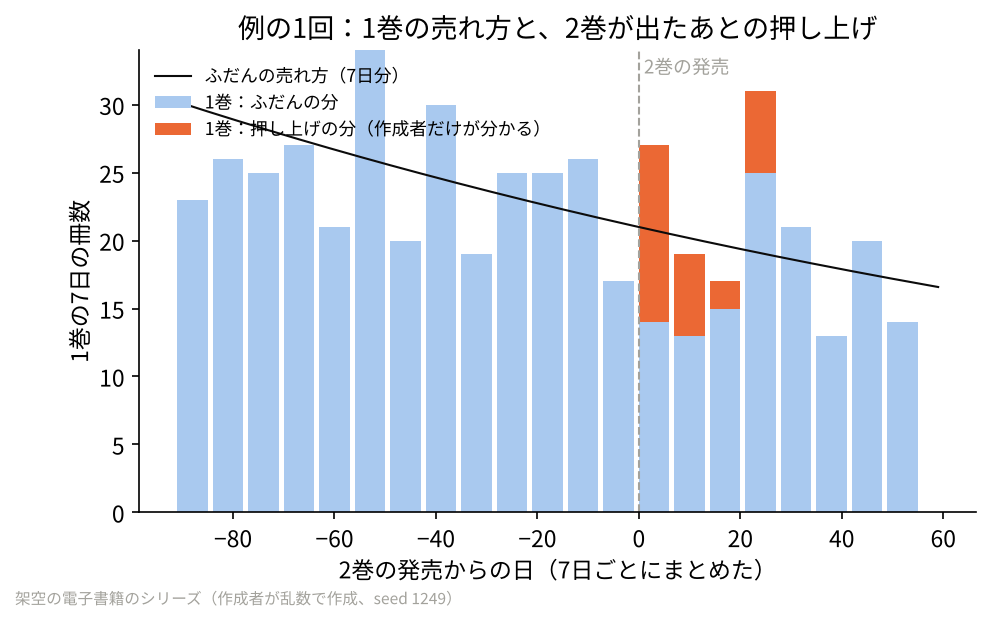 例の1回：1巻の売れ方と、2巻が出たあとの押し上げ
ふだんの売れ方（7日分）
1巻：ふだんの分
1巻：押し上げの分（作成者だけが分かる）
2巻の発売
1巻の7日の冊数
30
25
20
15
10
5
0
−80 −60 −40 −20 0 20 40 60
2巻の発売からの日（7日ごとにまとめた）
架空の電子書籍のシリーズ（作成者が乱数で作成、seed 1249）